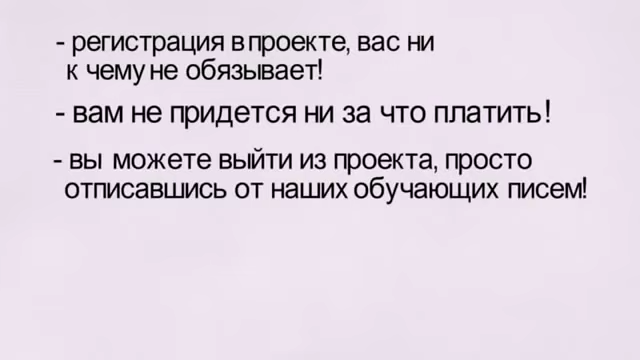 - регистрация в проекте, вас ни
к чему не обязывает!
- вам не придется ни за что платить!
- вы можете выйти из проекта, просто
отписавшись от наших обучающих писем!